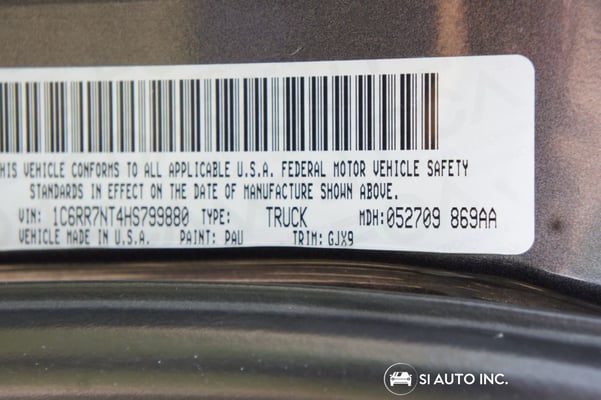 HIS VEHICLE CONFORMS TO ALL APPLICABLE U.S.A. FEDERAL MOTOR VEHICLE SAFETY
STANDARDS IN EFFECT ON THE DATE OF MANUFACTURE SHOWN ABOVE.
VIN: 1C6RR7NT4HS799880 TYPE: TRUCK MDH:052709 869AA
VEHICLE MADE IN U.S.A. PAINT: PAU TRIM: GJX9
SI AUTO INC.